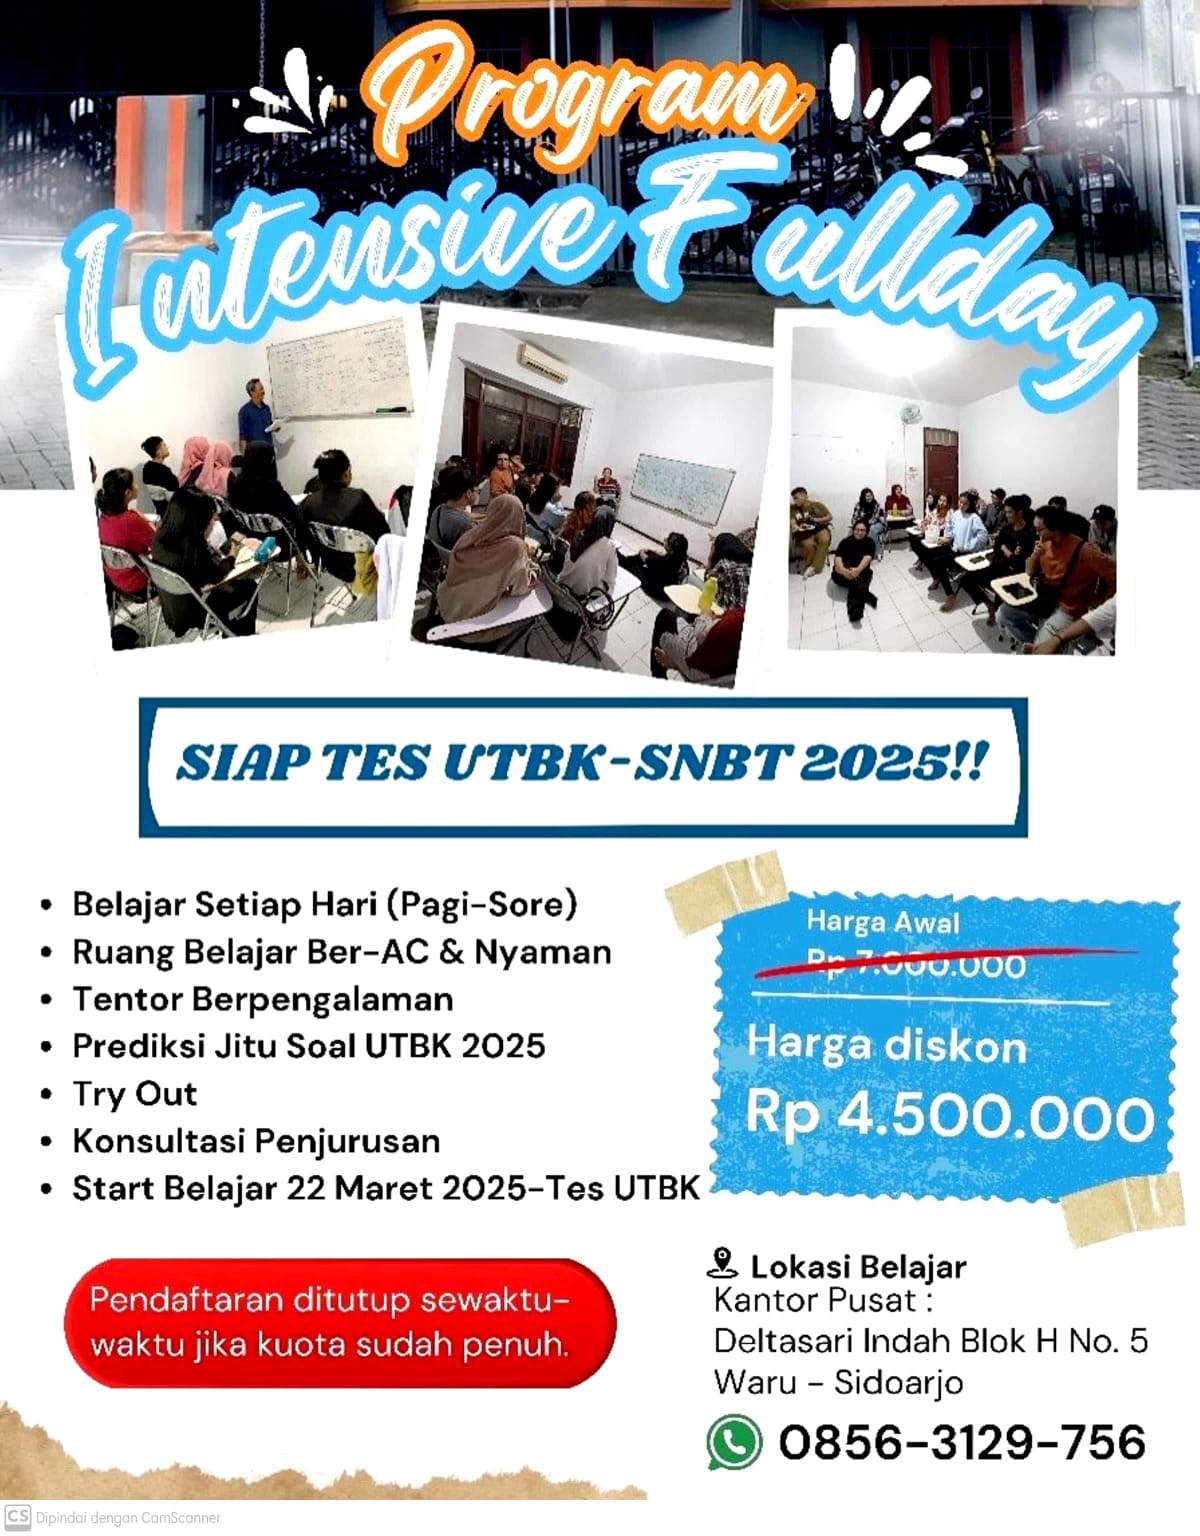 Program
Intensive Fullday
SIAP TES UTBK-SNBT 2025!!
• Belajar Setiap Hari (Pagi-Sore)
• Ruang Belajar Ber-AC & Nyaman
• Tentor Berpengalaman
• Prediksi Jitu Soal UTBK 2025
• Try Out
• Konsultasi Penjurusan
• Start Belajar 22 Maret 2025-Tes UTBK
Harga Awal
Rp 7.000.000
Harga diskon
Rp 4.500.000
Pendaftaran ditutup sewaktu-
waktu jika kuota sudah penuh.
Lokasi Belajar
Kantor Pusat :
Deltasari Indah Blok H No. 5
Waru - Sidoarjo
0856-3129-756
CS Dipindai dengan CamScanner